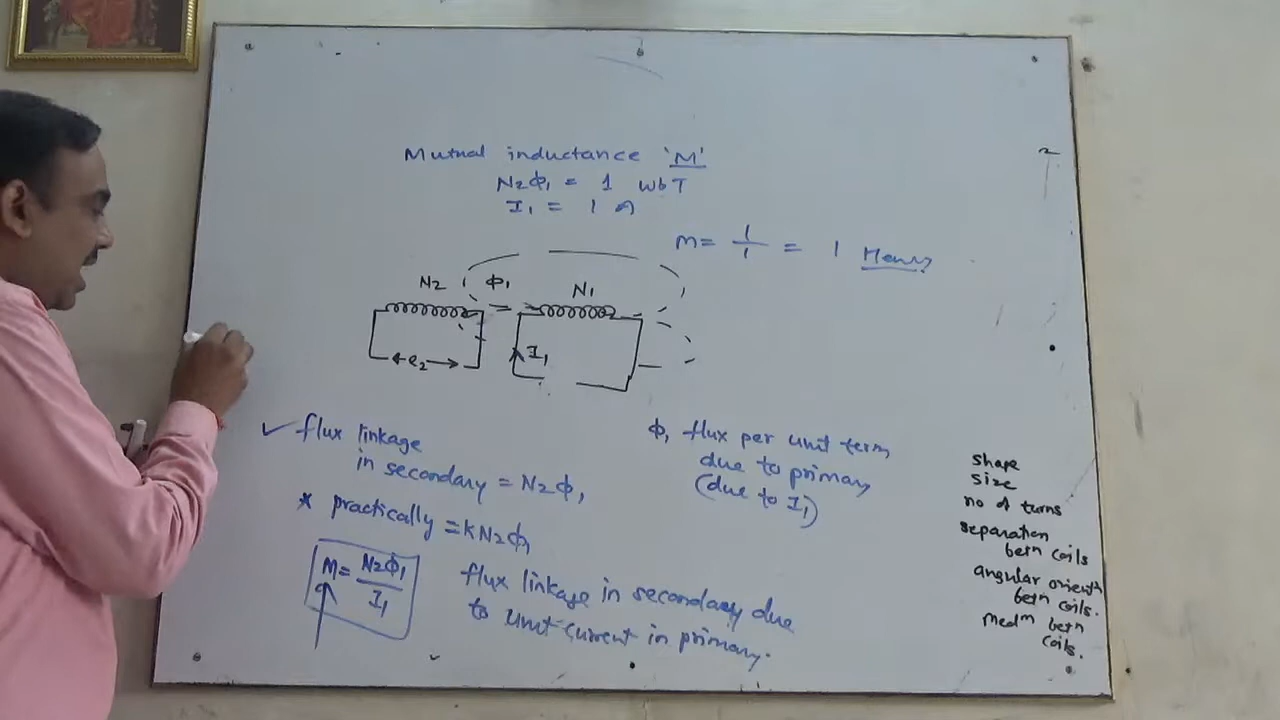 Mutual inductance 'M'
N2Φ1 = 1 WbT
I1 = 1 A
M = 1/1 = 1 Henry
N2 Φ1 N1
e2 I1
✓ flux linkage
in secondary = N2Φ1
* practically = KN2Φ1
M = N2Φ1/I1
flux linkage in secondary due
to unit current in primary.
Φ1 flux per unit term
due to primary
(due to I1)
shape
size
no of turns
separation
betn coils
angular orientn
betn coils.
medm betn
coils.